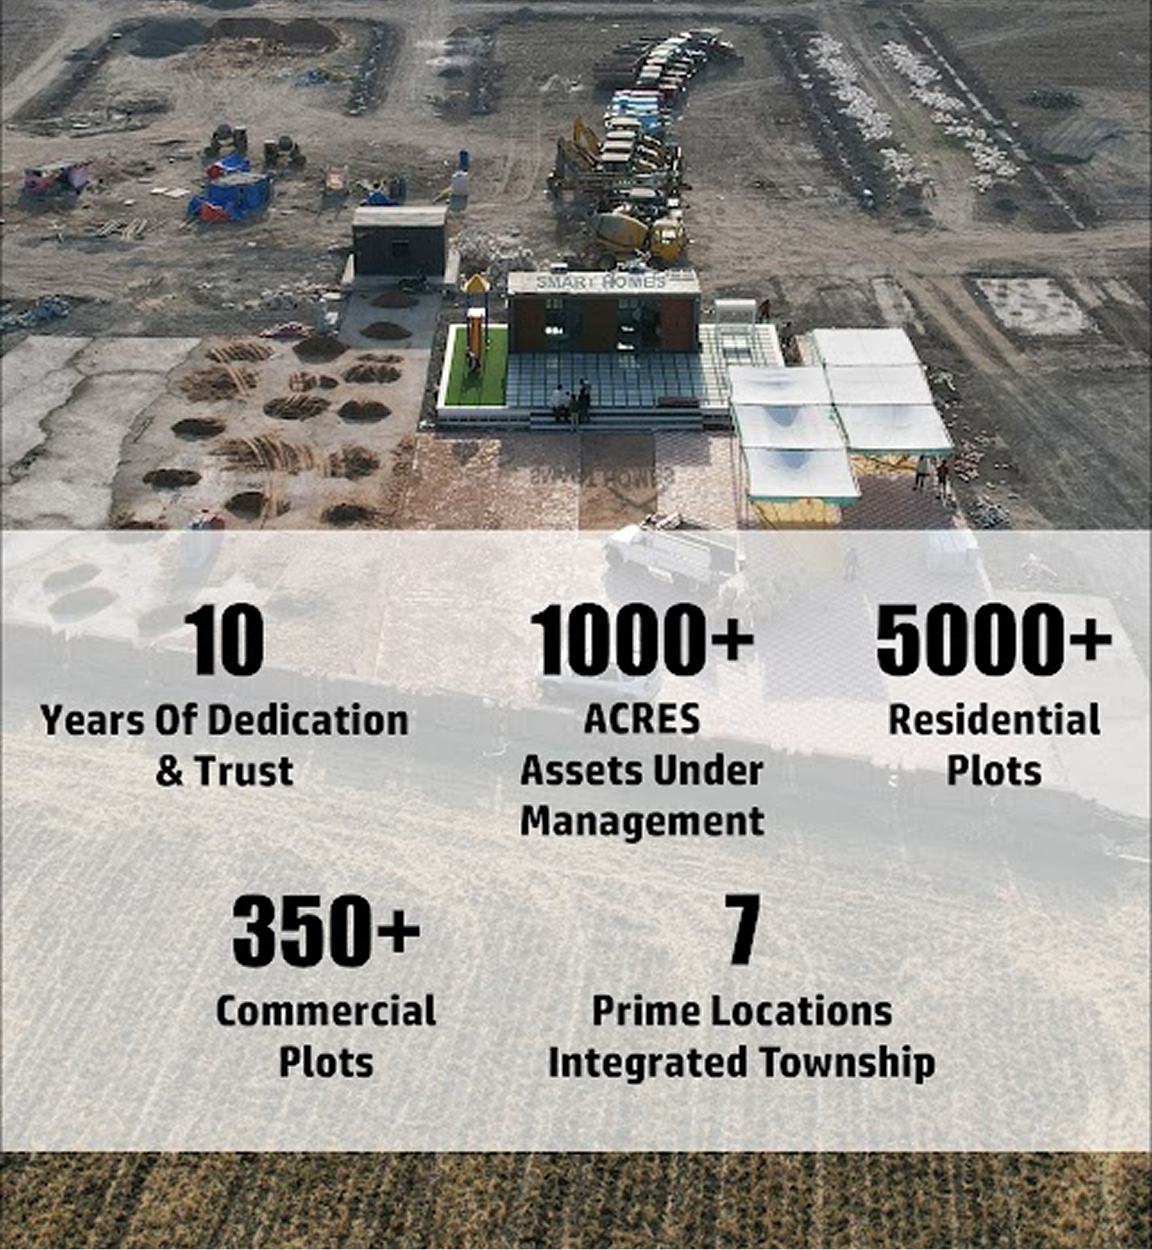 SMART HOMES
10
Years Of Dedication
& Trust
1000+
ACRES
Assets Under
Management
5000+
Residential
Plots
350+
Commercial
Plots
7
Prime Locations
Integrated Township